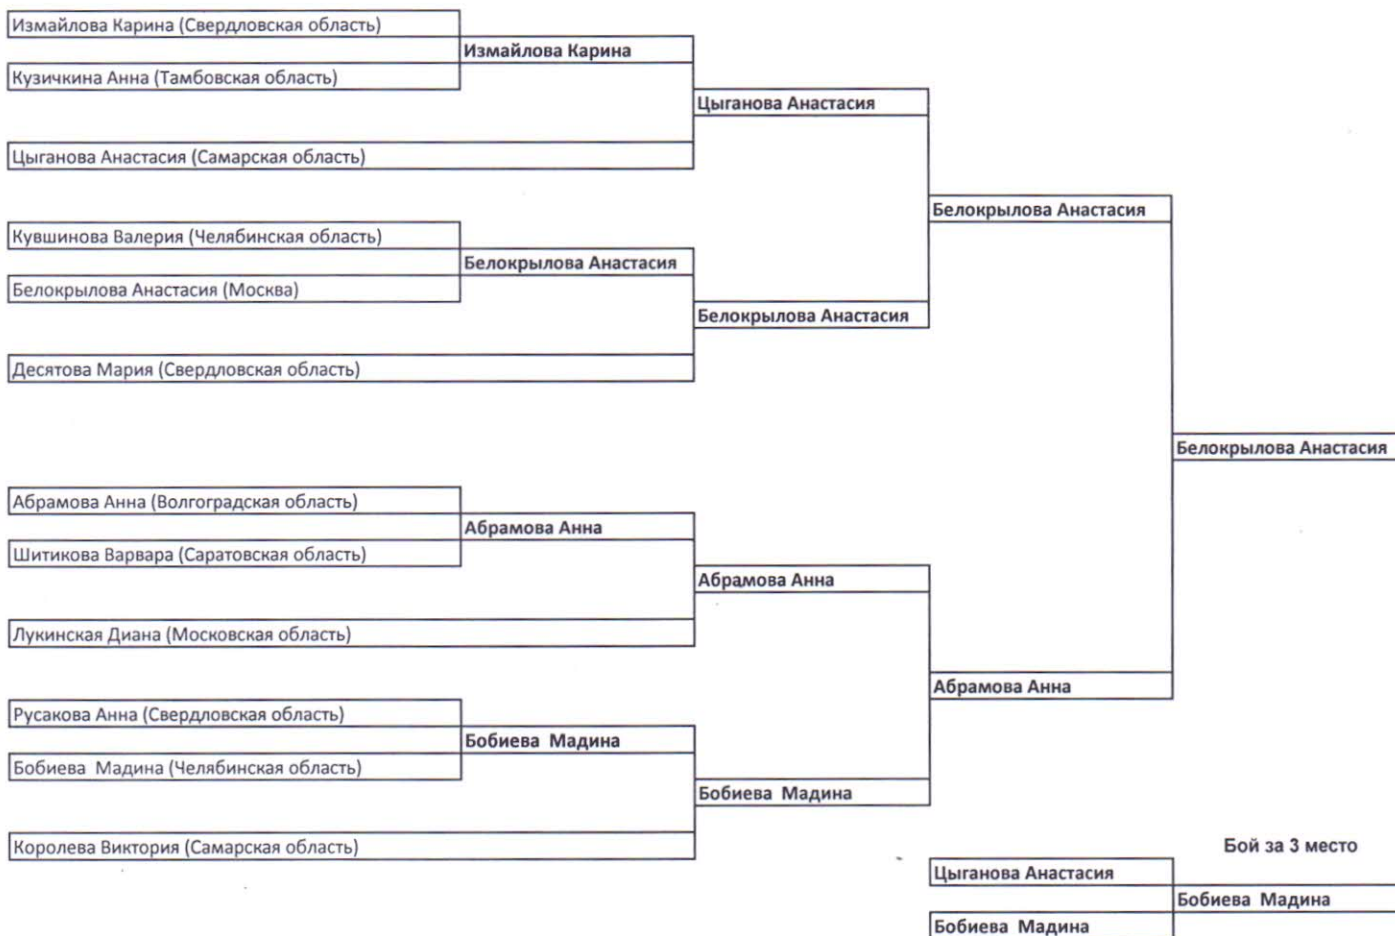 Измайлова Карина (Свердловская область)
Измайлова Карина
Кузичкина Анна (Тамбовская область)
Цыганова Анастасия
Цыганова Анастасия (Самарская область)
Белокрылова Анастасия
Кувшинова Валерия (Челябинская область)
Белокрылова Анастасия
Белокрылова Анастасия (Москва)
Белокрылова Анастасия
Десятова Мария (Свердловская область)
Белокрылова Анастасия
Абрамова Анна (Волгоградская область)
Абрамова Анна
Шитикова Варвара (Саратовская область)
Абрамова Анна
Лукинская Диана (Московская область)
Абрамова Анна
Русакова Анна (Свердловская область)
Бобиева Мадина
Бобиева Мадина (Челябинская область)
Бобиева Мадина
Королева Виктория (Самарская область)
Бой за 3 место
Цыганова Анастасия
Бобиева Мадина
Бобиева Мадина